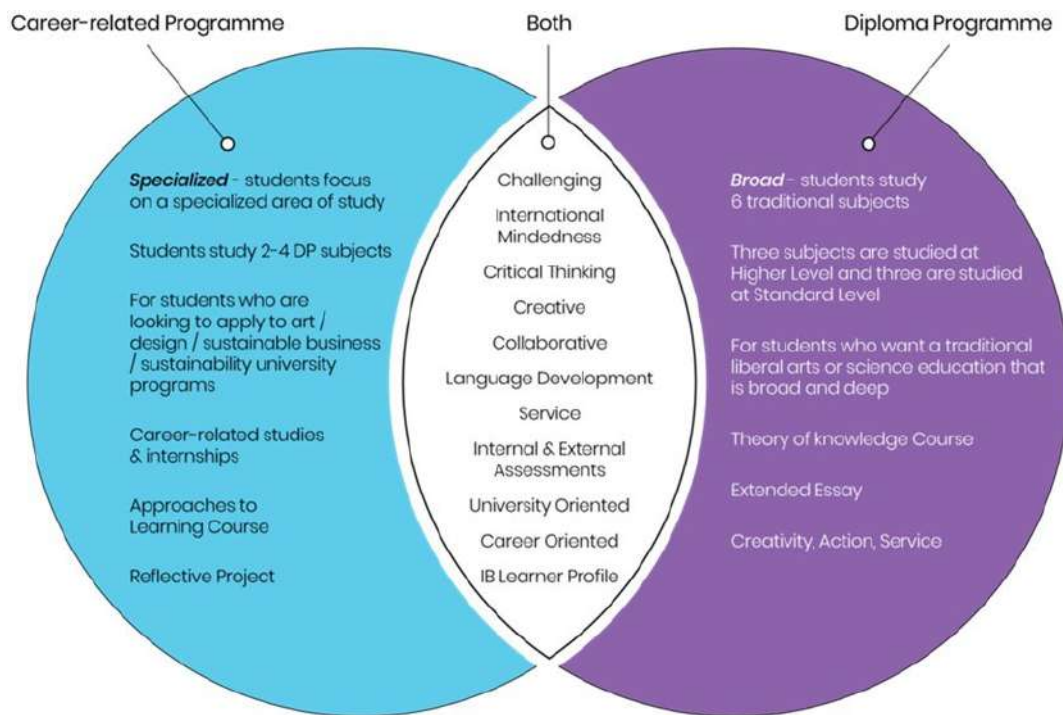 Career-related Programme
Both
Diploma Programme
Specialized - students focus
on a specialized area of study
Students study 2-4 DP subjects
For students who are
looking to apply to art /
design / sustainable business
/ sustainability university
programs
Career-related studies
& internships
Approaches to
Learning Course
Reflective Project
Challenging
International
Mindedness
Critical Thinking
Creative
Collaborative
Language Development
Service
Internal & External
Assessments
University Oriented
Career Oriented
IB Learner Profile
Broad - students study
6 traditional subjects
Three subjects are studied at
Higher Level and three are studied
at Standard Level
For students who want a traditional
liberal arts or science education that
is broad and deep
Theory of knowledge Course
Extended Essay
Creativity, Action, Service